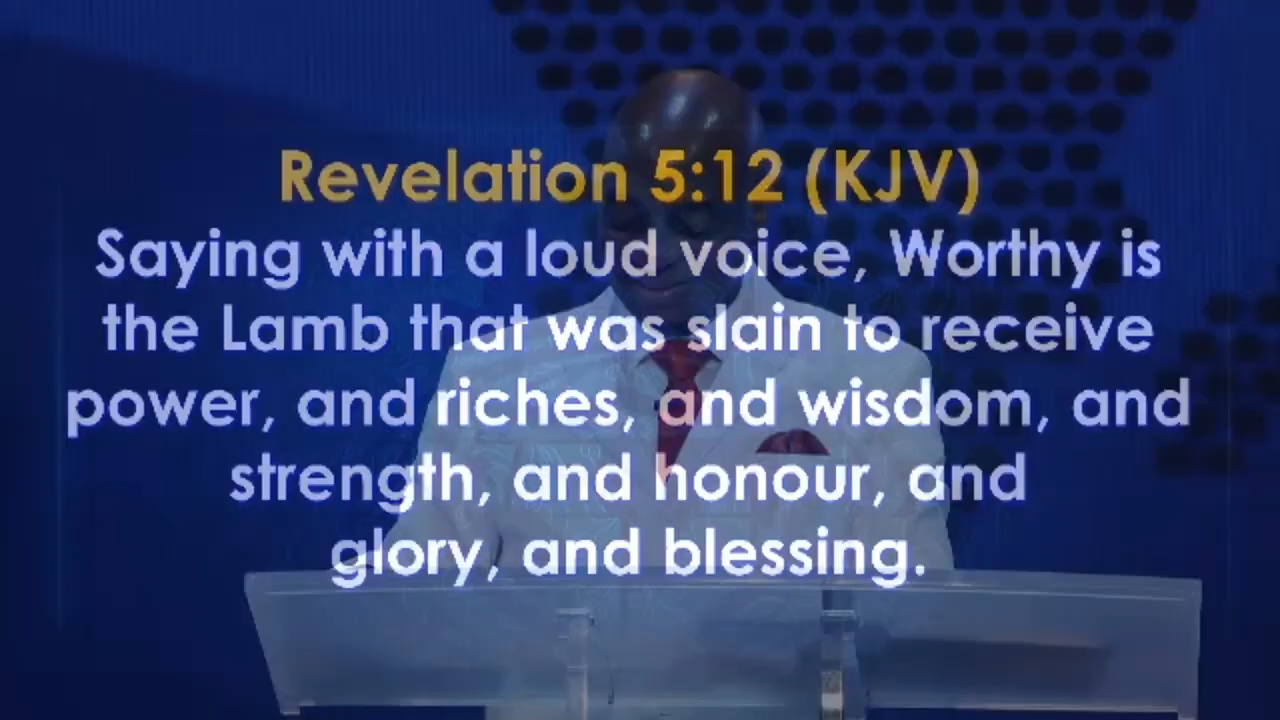 Revelation 5:12 (KJV)
Saying with a loud voice, Worthy is
the Lamb that was slain to receive
power, and riches, and wisdom, and
strength, and honour, and
glory, and blessing.